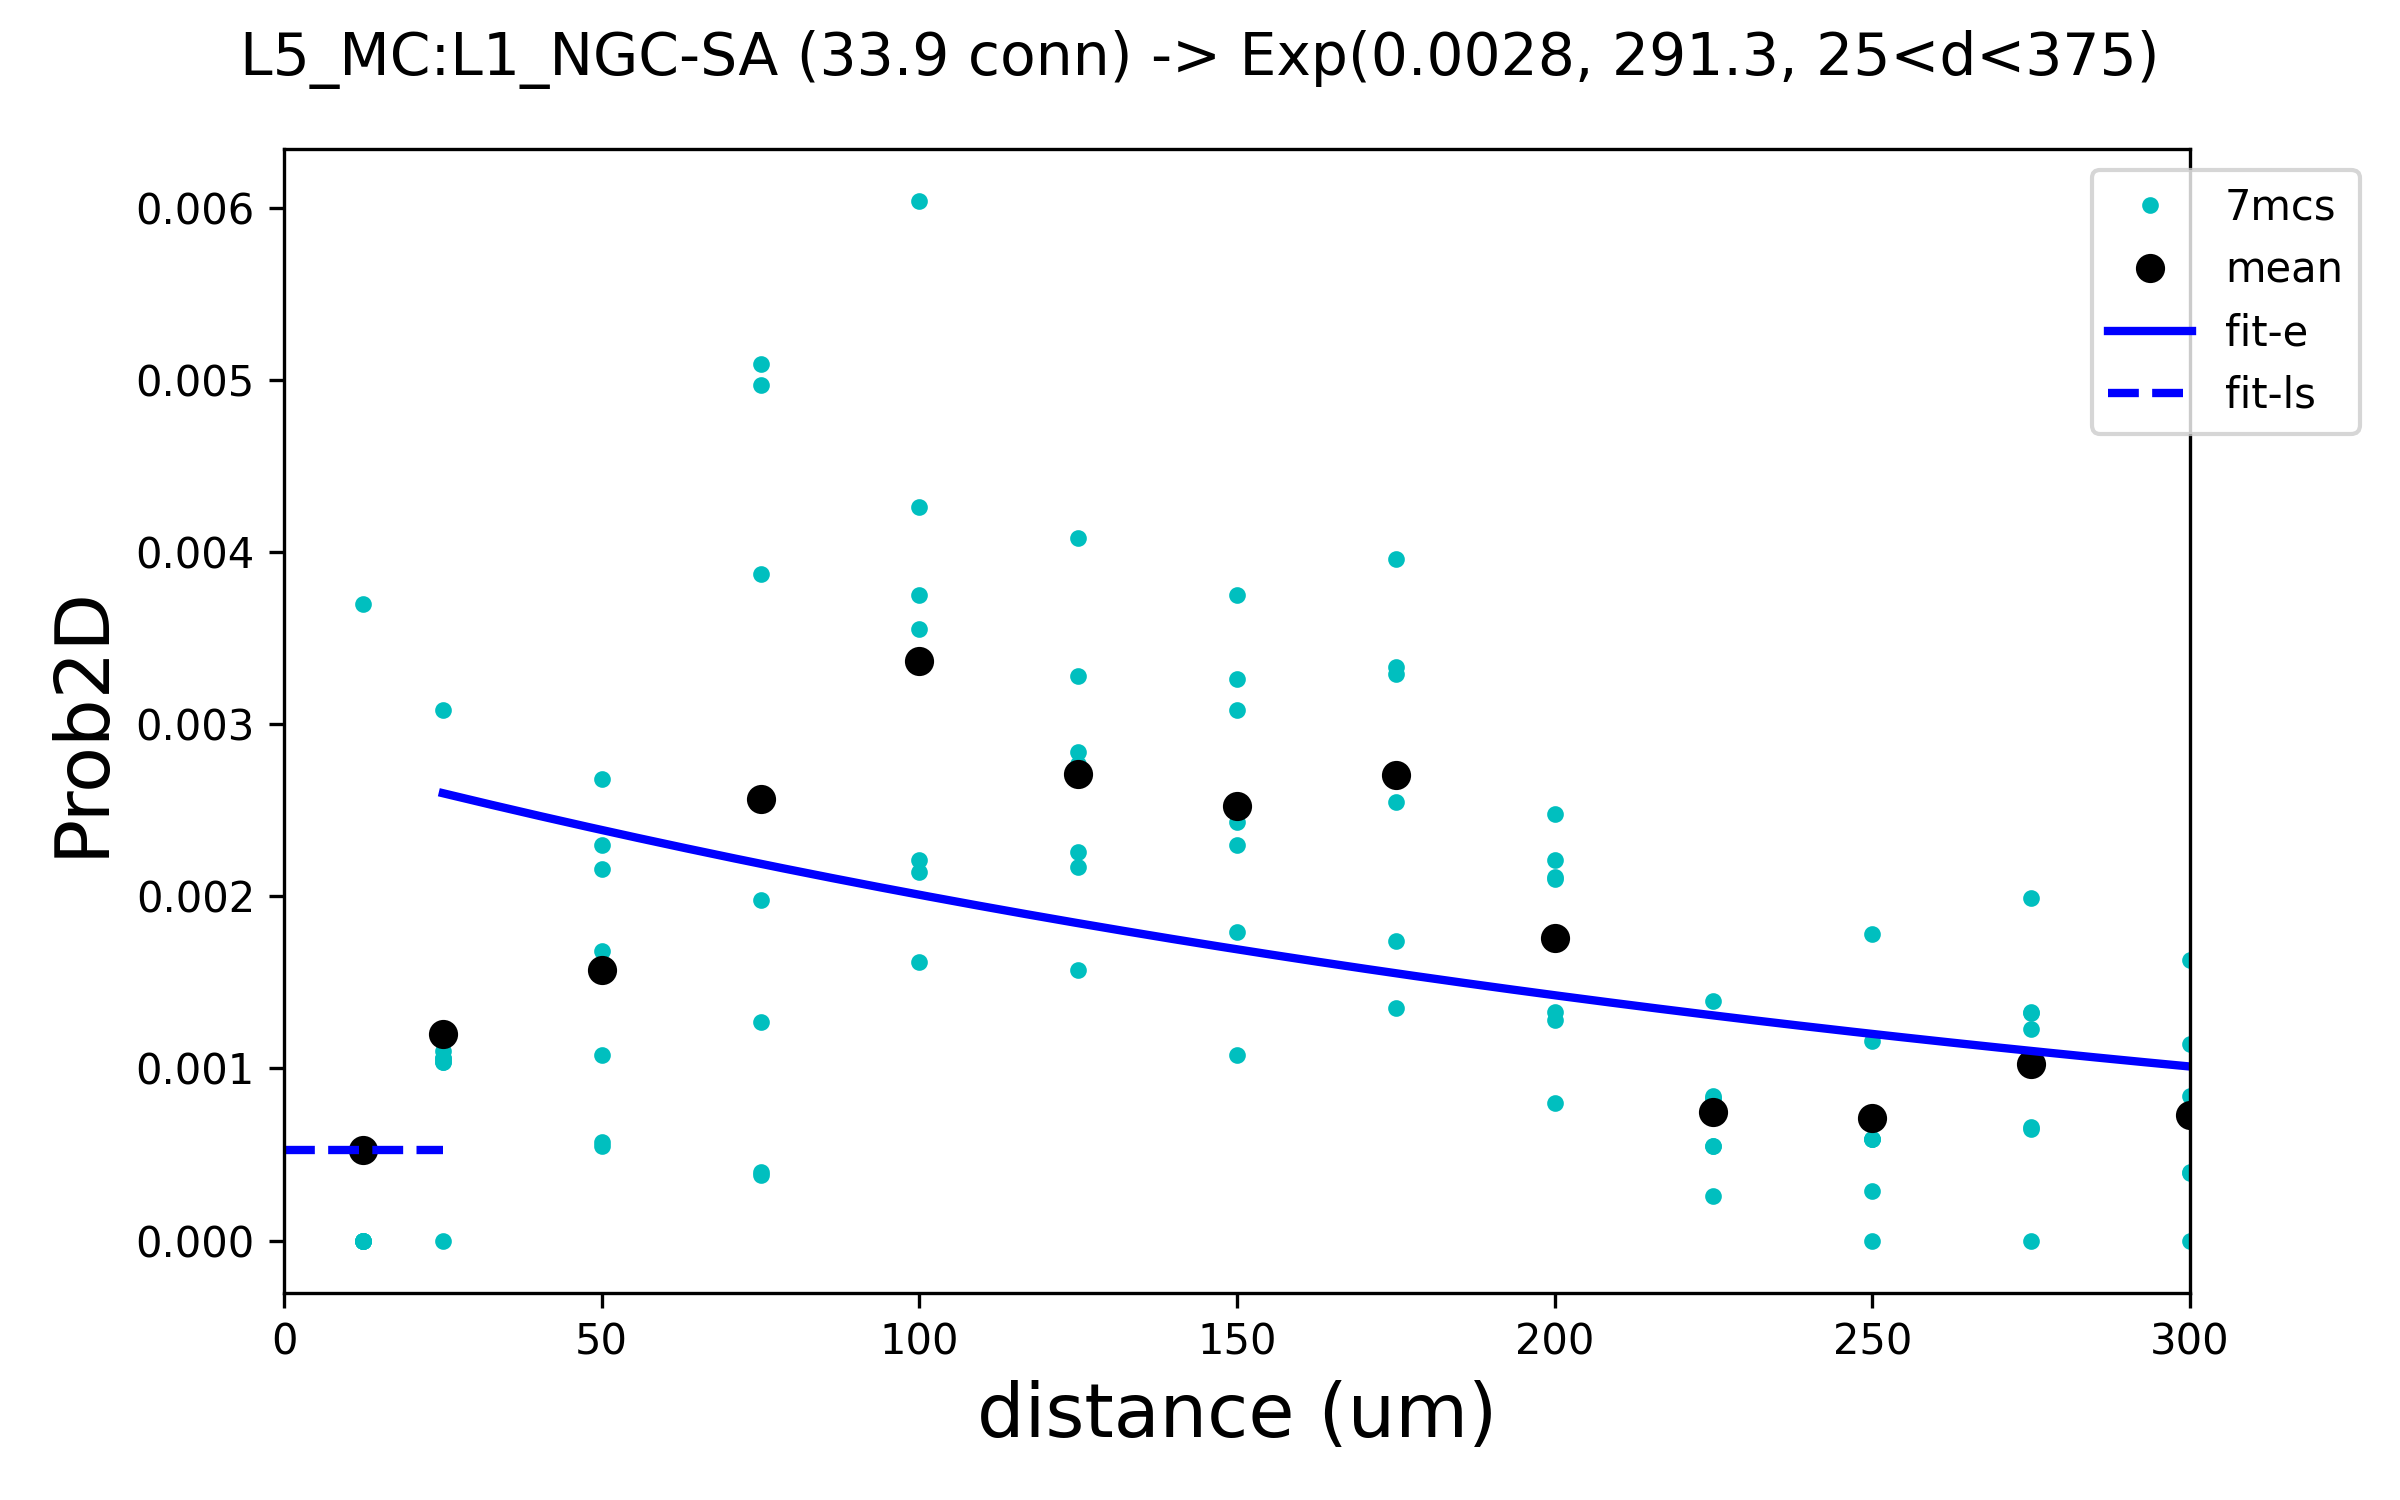 L5_MC:L1_NGC-SA (33.9 conn) -> Exp(0.0028, 291.3, 25<d<375)
7mcs
mean
fit-e
fit-ls
Prob2D
0.006
0.005
0.004
0.003
0.002
0.001
0.000
0 50 100 150 200 250 300
distance (um)